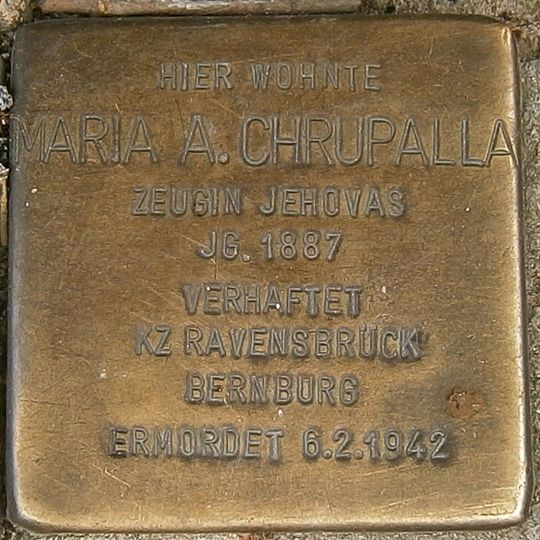 HIER WOHNTE
MARIA A. CHRUPALLA
ZEUGIN JEHOVAS
JG. 1887
VERHAFTET
KZ RAVENSBRÜCK
BERNBURG
ERMORDET 6.2.1942